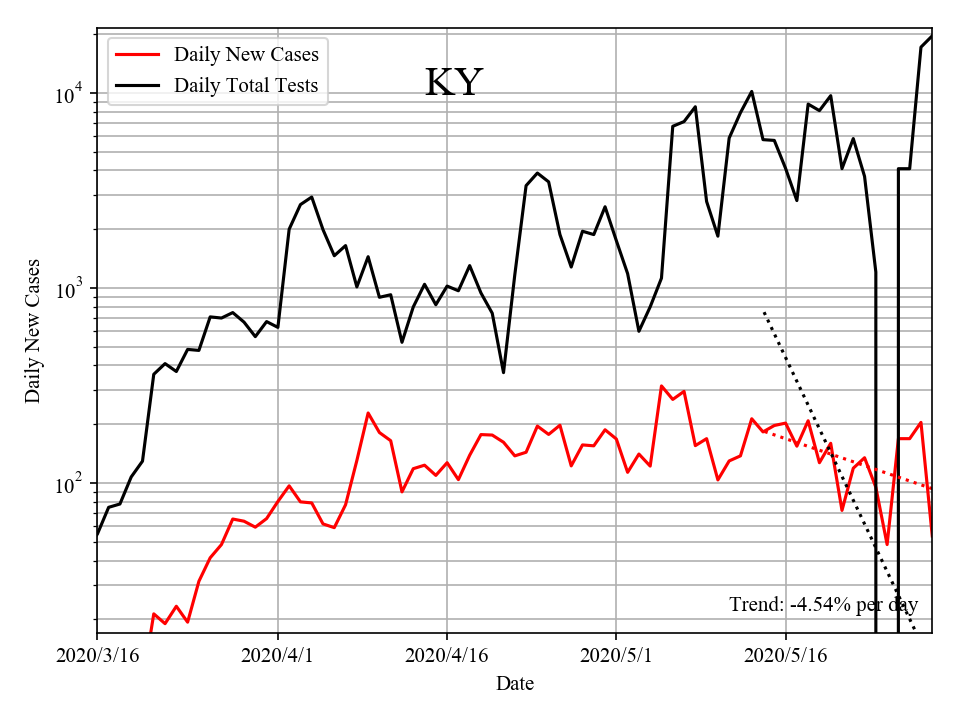 KY
Daily New Cases
Daily Total Tests
Daily New Cases
10^4
10^3
10^2
Trend: -4.54% per day
2020/3/16
2020/4/1
2020/4/16
2020/5/1
2020/5/16
Date